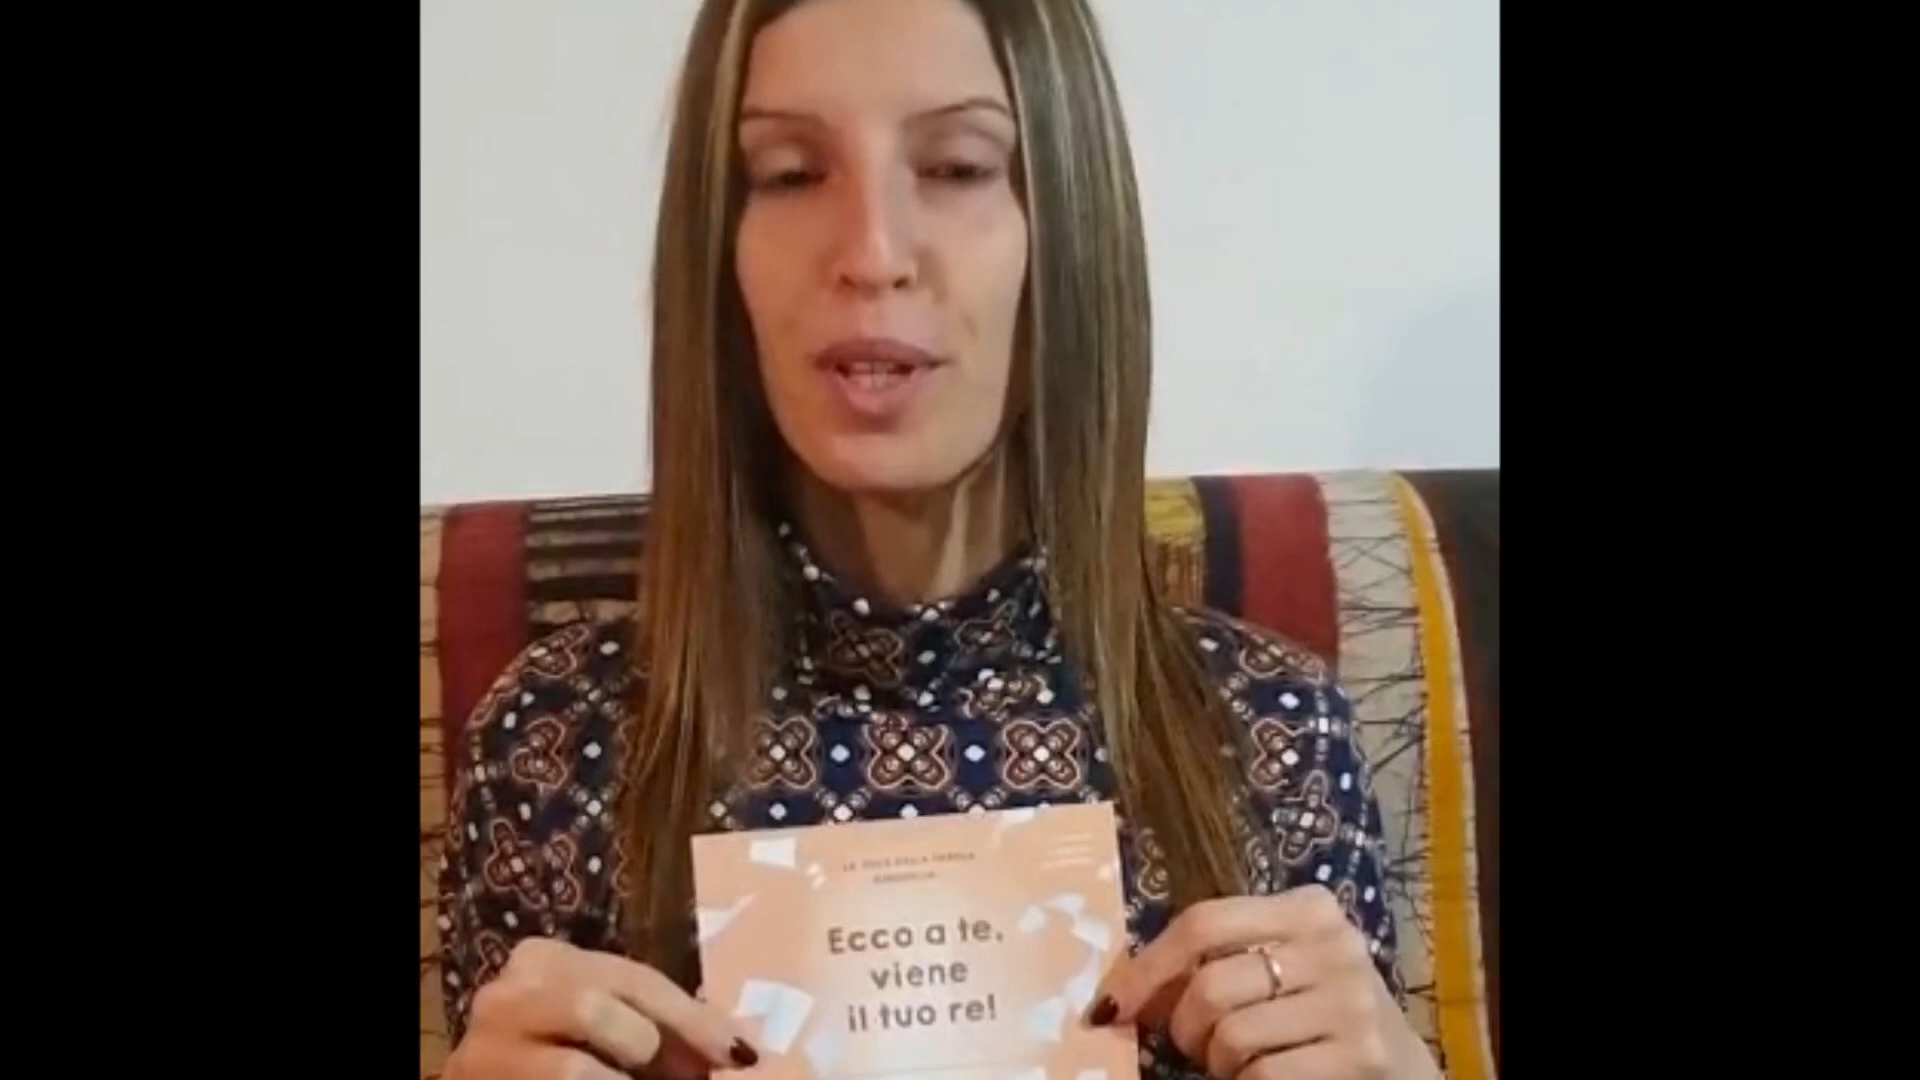 Ecco a te,
viene
il tuo re!